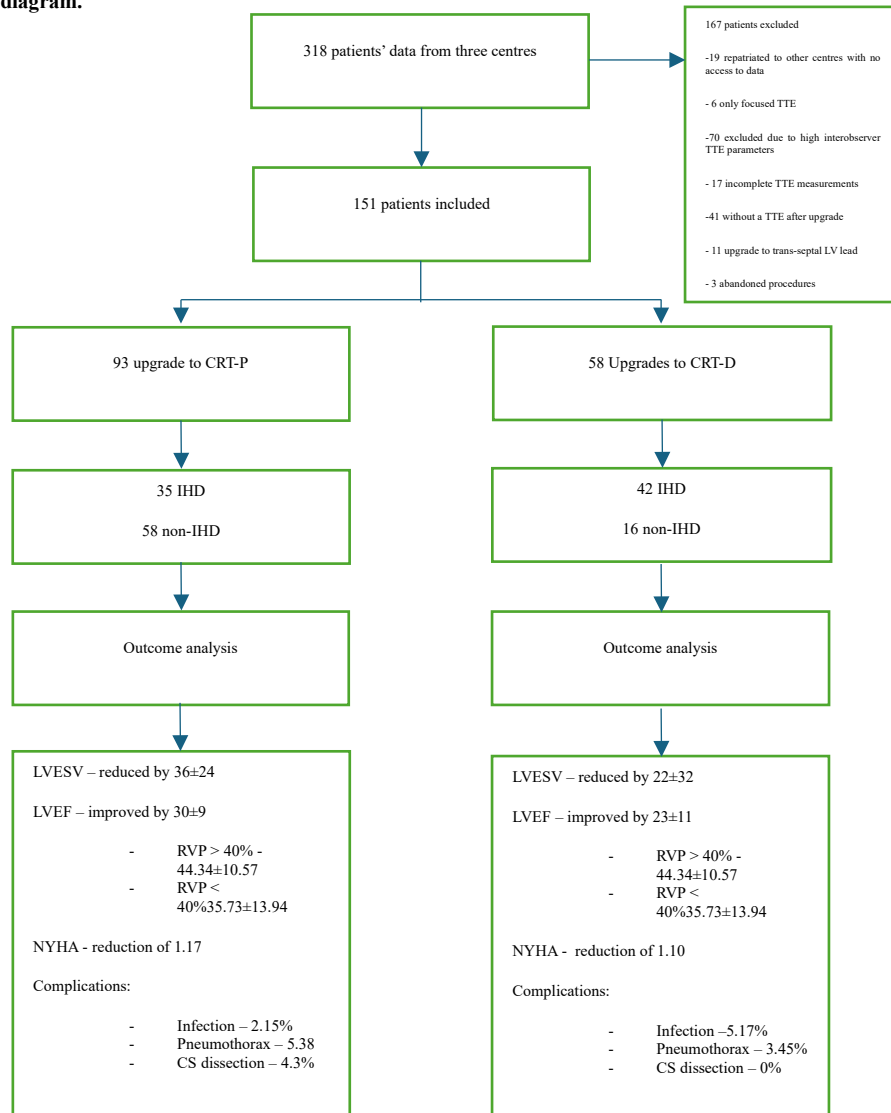 diagram.
318 patients' data from three centres
167 patients excluded
-19 repatriated to other centres with no
access to data
- 6 only focused TTE
-70 excluded due to high interobserver
TTE parameters
- 17 incomplete TTE measurements
-41 without a TTE after upgrade
- 11 upgrade to trans-septal LV lead
- 3 abandoned procedures
151 patients included
93 upgrade to CRT-P
35 IHD
58 non-IHD
Outcome analysis
LVESV – reduced by 36±24
LVEF – improved by 30±9
- RVP > 40% -
44.34±10.57
- RVP <
40%35.73±13.94
NYHA - reduction of 1.17
Complications:
- Infection – 2.15%
- Pneumothorax – 5.38
- CS dissection – 4.3%
58 Upgrades to CRT-D
42 IHD
16 non-IHD
Outcome analysis
LVESV – reduced by 22±32
LVEF – improved by 23±11
- RVP > 40% -
44.34±10.57
- RVP <
40%35.73±13.94
NYHA - reduction of 1.10
Complications:
- Infection –5.17%
- Pneumothorax – 3.45%
- CS dissection – 0%